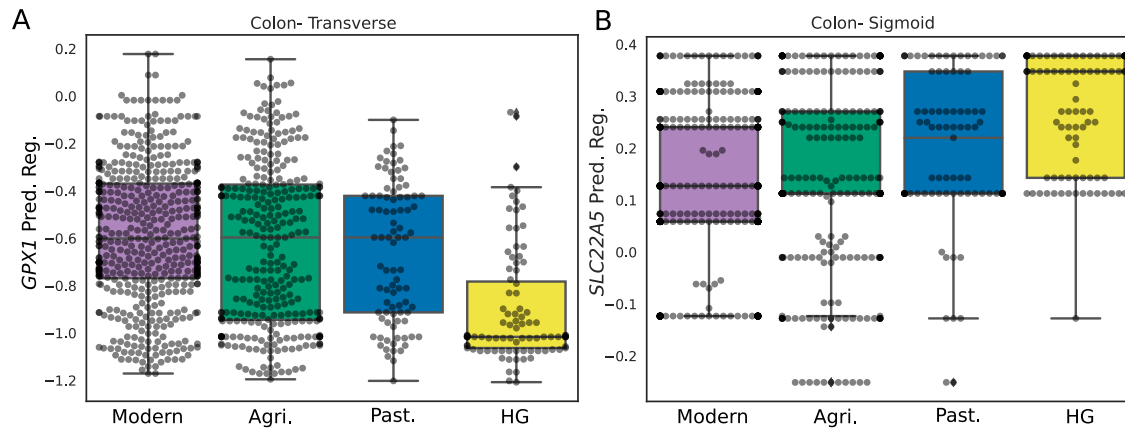 A
Colon- Transverse
GPX1 Pred. Reg.
0.2
0.0
−0.2
−0.4
−0.6
−0.8
−1.0
−1.2
Modern Agri. Past. HG
B
Colon- Sigmoid
SLC22A5 Pred. Reg.
0.4
0.3
0.2
0.1
0.0
−0.1
−0.2
Modern Agri. Past. HG